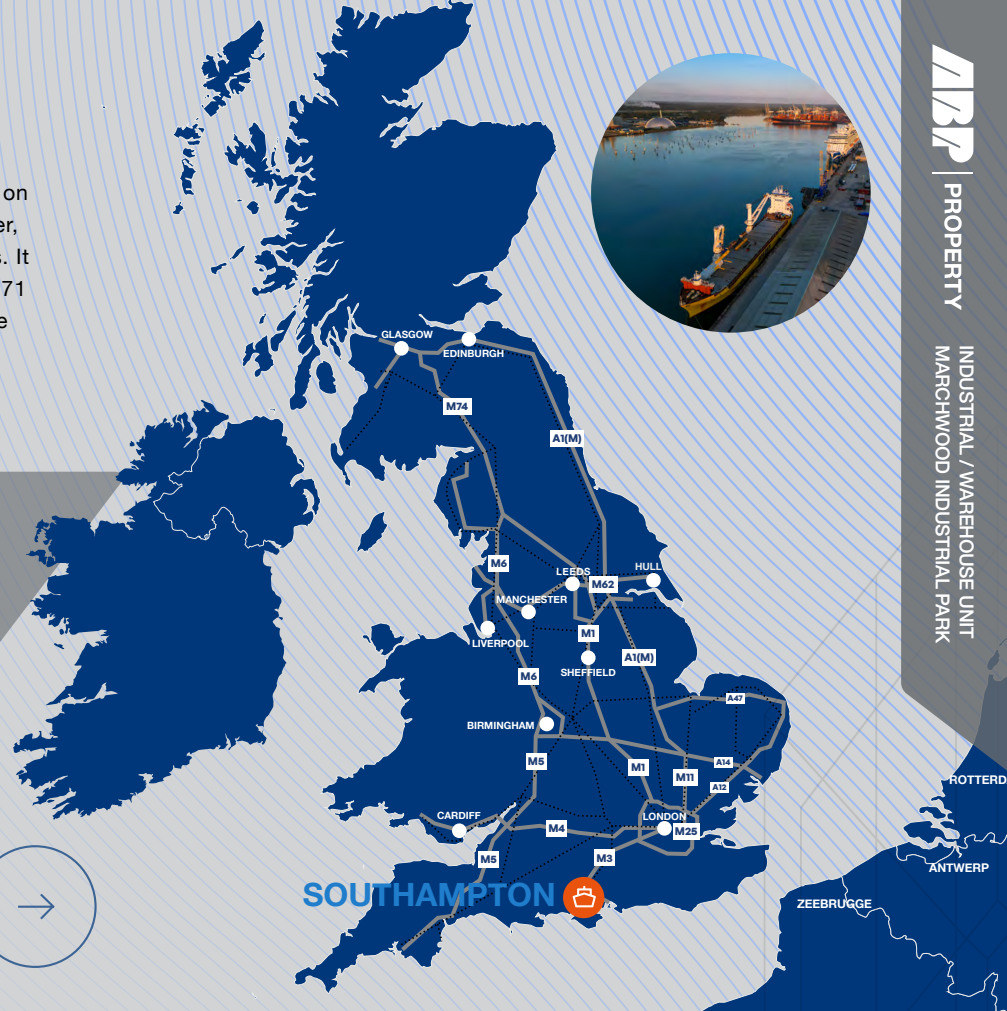 on
er,
s. It
71
e
ABP
PROPERTY
INDUSTRIAL / WAREHOUSE UNIT
MARCHWOOD INDUSTRIAL PARK
GLASGOW
EDINBURGH
M74
A1(M)
M6
LEEDS
M62
HULL
MANCHESTER
LIVERPOOL
M1
A1(M)
SHEFFIELD
M6
A47
BIRMINGHAM
M5
M1
M11
A14
A12
CARDIFF
M4
LONDON
M25
M5
M3
SOUTHAMPTON
ROTTERD
ANTWERP
ZEEBRUGGE